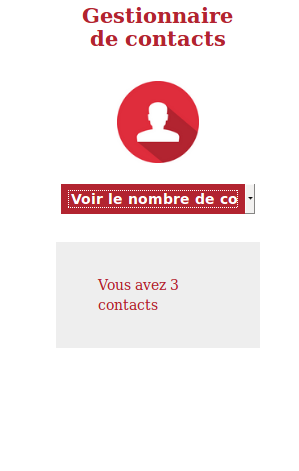 Gestionnaire
de contacts
Voir le nombre de co
Vous avez 3
contacts